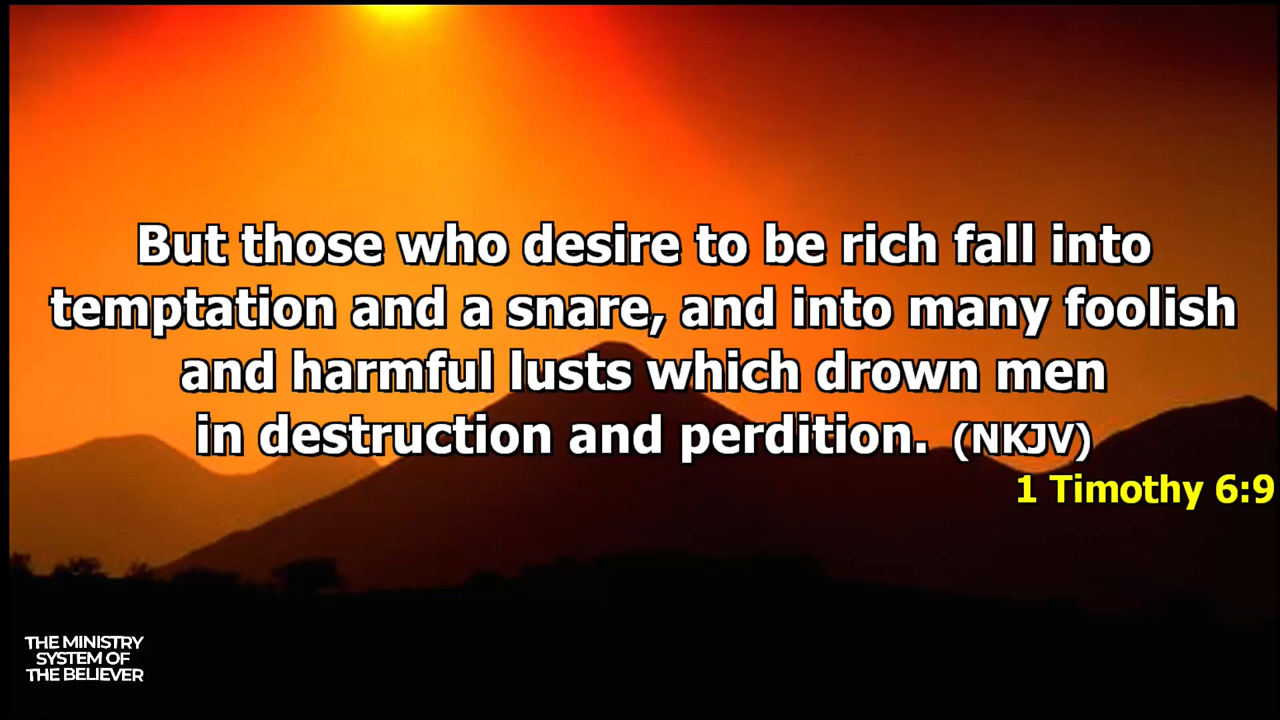 But those who desire to be rich fall into
temptation and a snare, and into many foolish
and harmful lusts which drown men
in destruction and perdition. (NKJV)
1 Timothy 6:9
THE MINISTRY
SYSTEM OF
THE BELIEVER